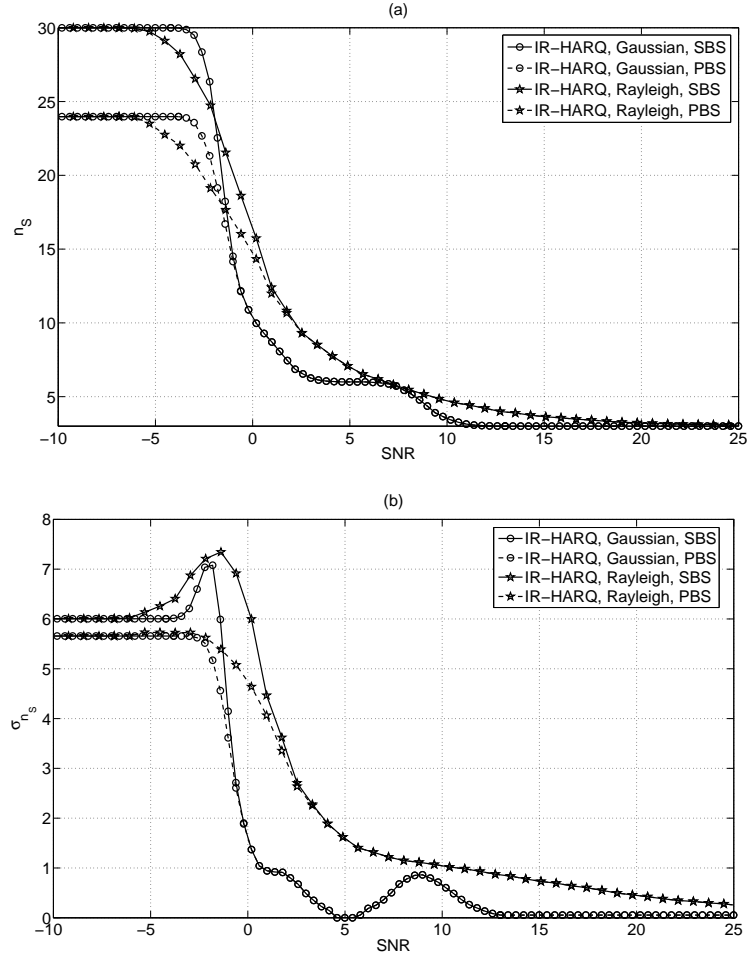 (a)
30
25
20
15
10
5
n_S
−10
−5
0
5
10
15
20
25
SNR
IR−HARQ, Gaussian, SBS
IR−HARQ, Gaussian, PBS
IR−HARQ, Rayleigh, SBS
IR−HARQ, Rayleigh, PBS
(b)
8
7
6
5
4
3
2
1
0
σ_{n_S}
−10
−5
0
5
10
15
20
25
SNR
IR−HARQ, Gaussian, SBS
IR−HARQ, Gaussian, PBS
IR−HARQ, Rayleigh, SBS
IR−HARQ, Rayleigh, PBS